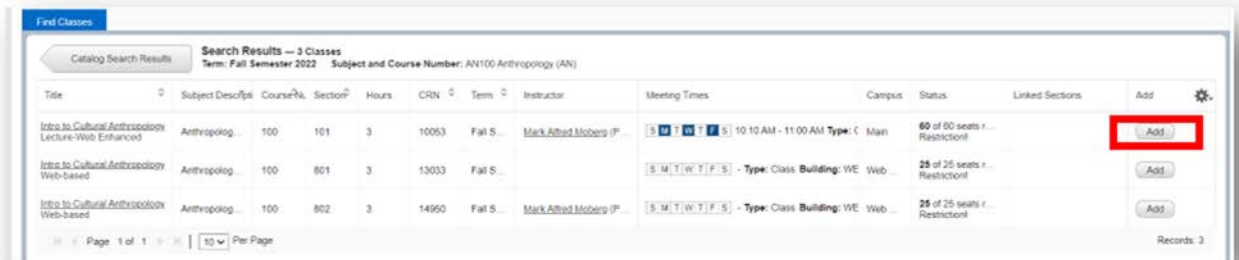 Find Classes
Catalog Search Results
Search Results — 3 Classes
Term: Fall Semester 2022 Subject and Course Number: AN100 Anthropology (AN)
Title Subject Descripti Course No. Section Hours CRN Term Instructor Meeting Times Campus Status Linked Sections Add
Intro to Cultural Anthropology Anthropolog... 100 101 3 10053 Fall S... Mark Alfred Moberg (P... S M T W T F S 10:10 AM - 11:00 AM Type: C Main 60 of 60 seats r... Add
Lecture-Web Enhanced Restriction!
Intro to Cultural Anthropology Anthropolog... 100 801 3 13033 Fall S... S M T W T F S - Type: Class Building: WE Web ... 25 of 25 seats r... Add
Web-based Restriction!
Intro to Cultural Anthropology Anthropolog... 100 802 3 14950 Fall S... Mark Alfred Moberg (P... S M T W T F S - Type: Class Building: WE Web ... 25 of 25 seats r... Add
Web-based Restriction!
Page 1 of 1 10 Per Page Records: 3